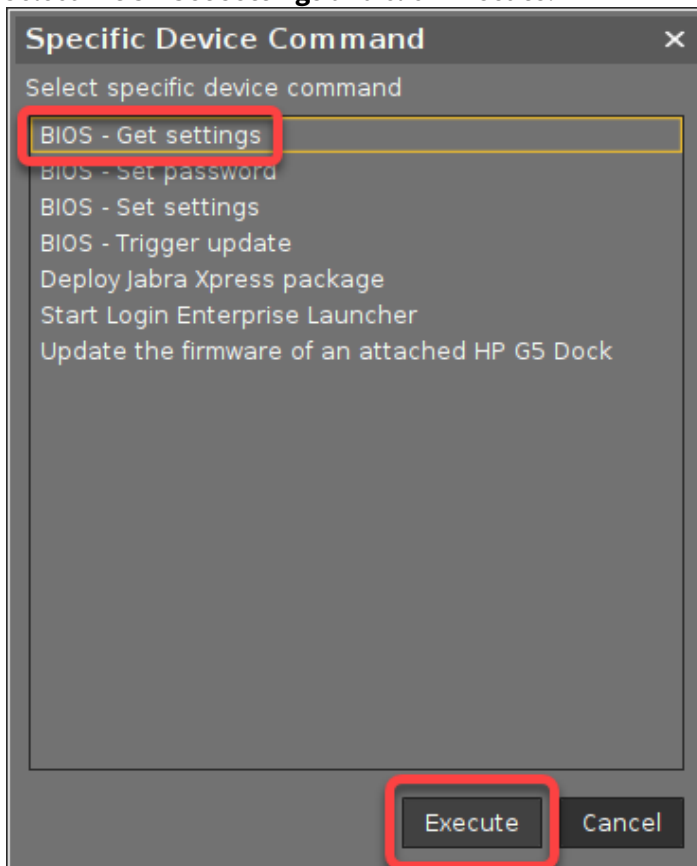 Specific Device Command
Select specific device command
BIOS - Get settings
BIOS - Set password
BIOS - Set settings
BIOS - Trigger update
Deploy Jabra Xpress package
Start Login Enterprise Launcher
Update the firmware of an attached HP G5 Dock
Execute Cancel